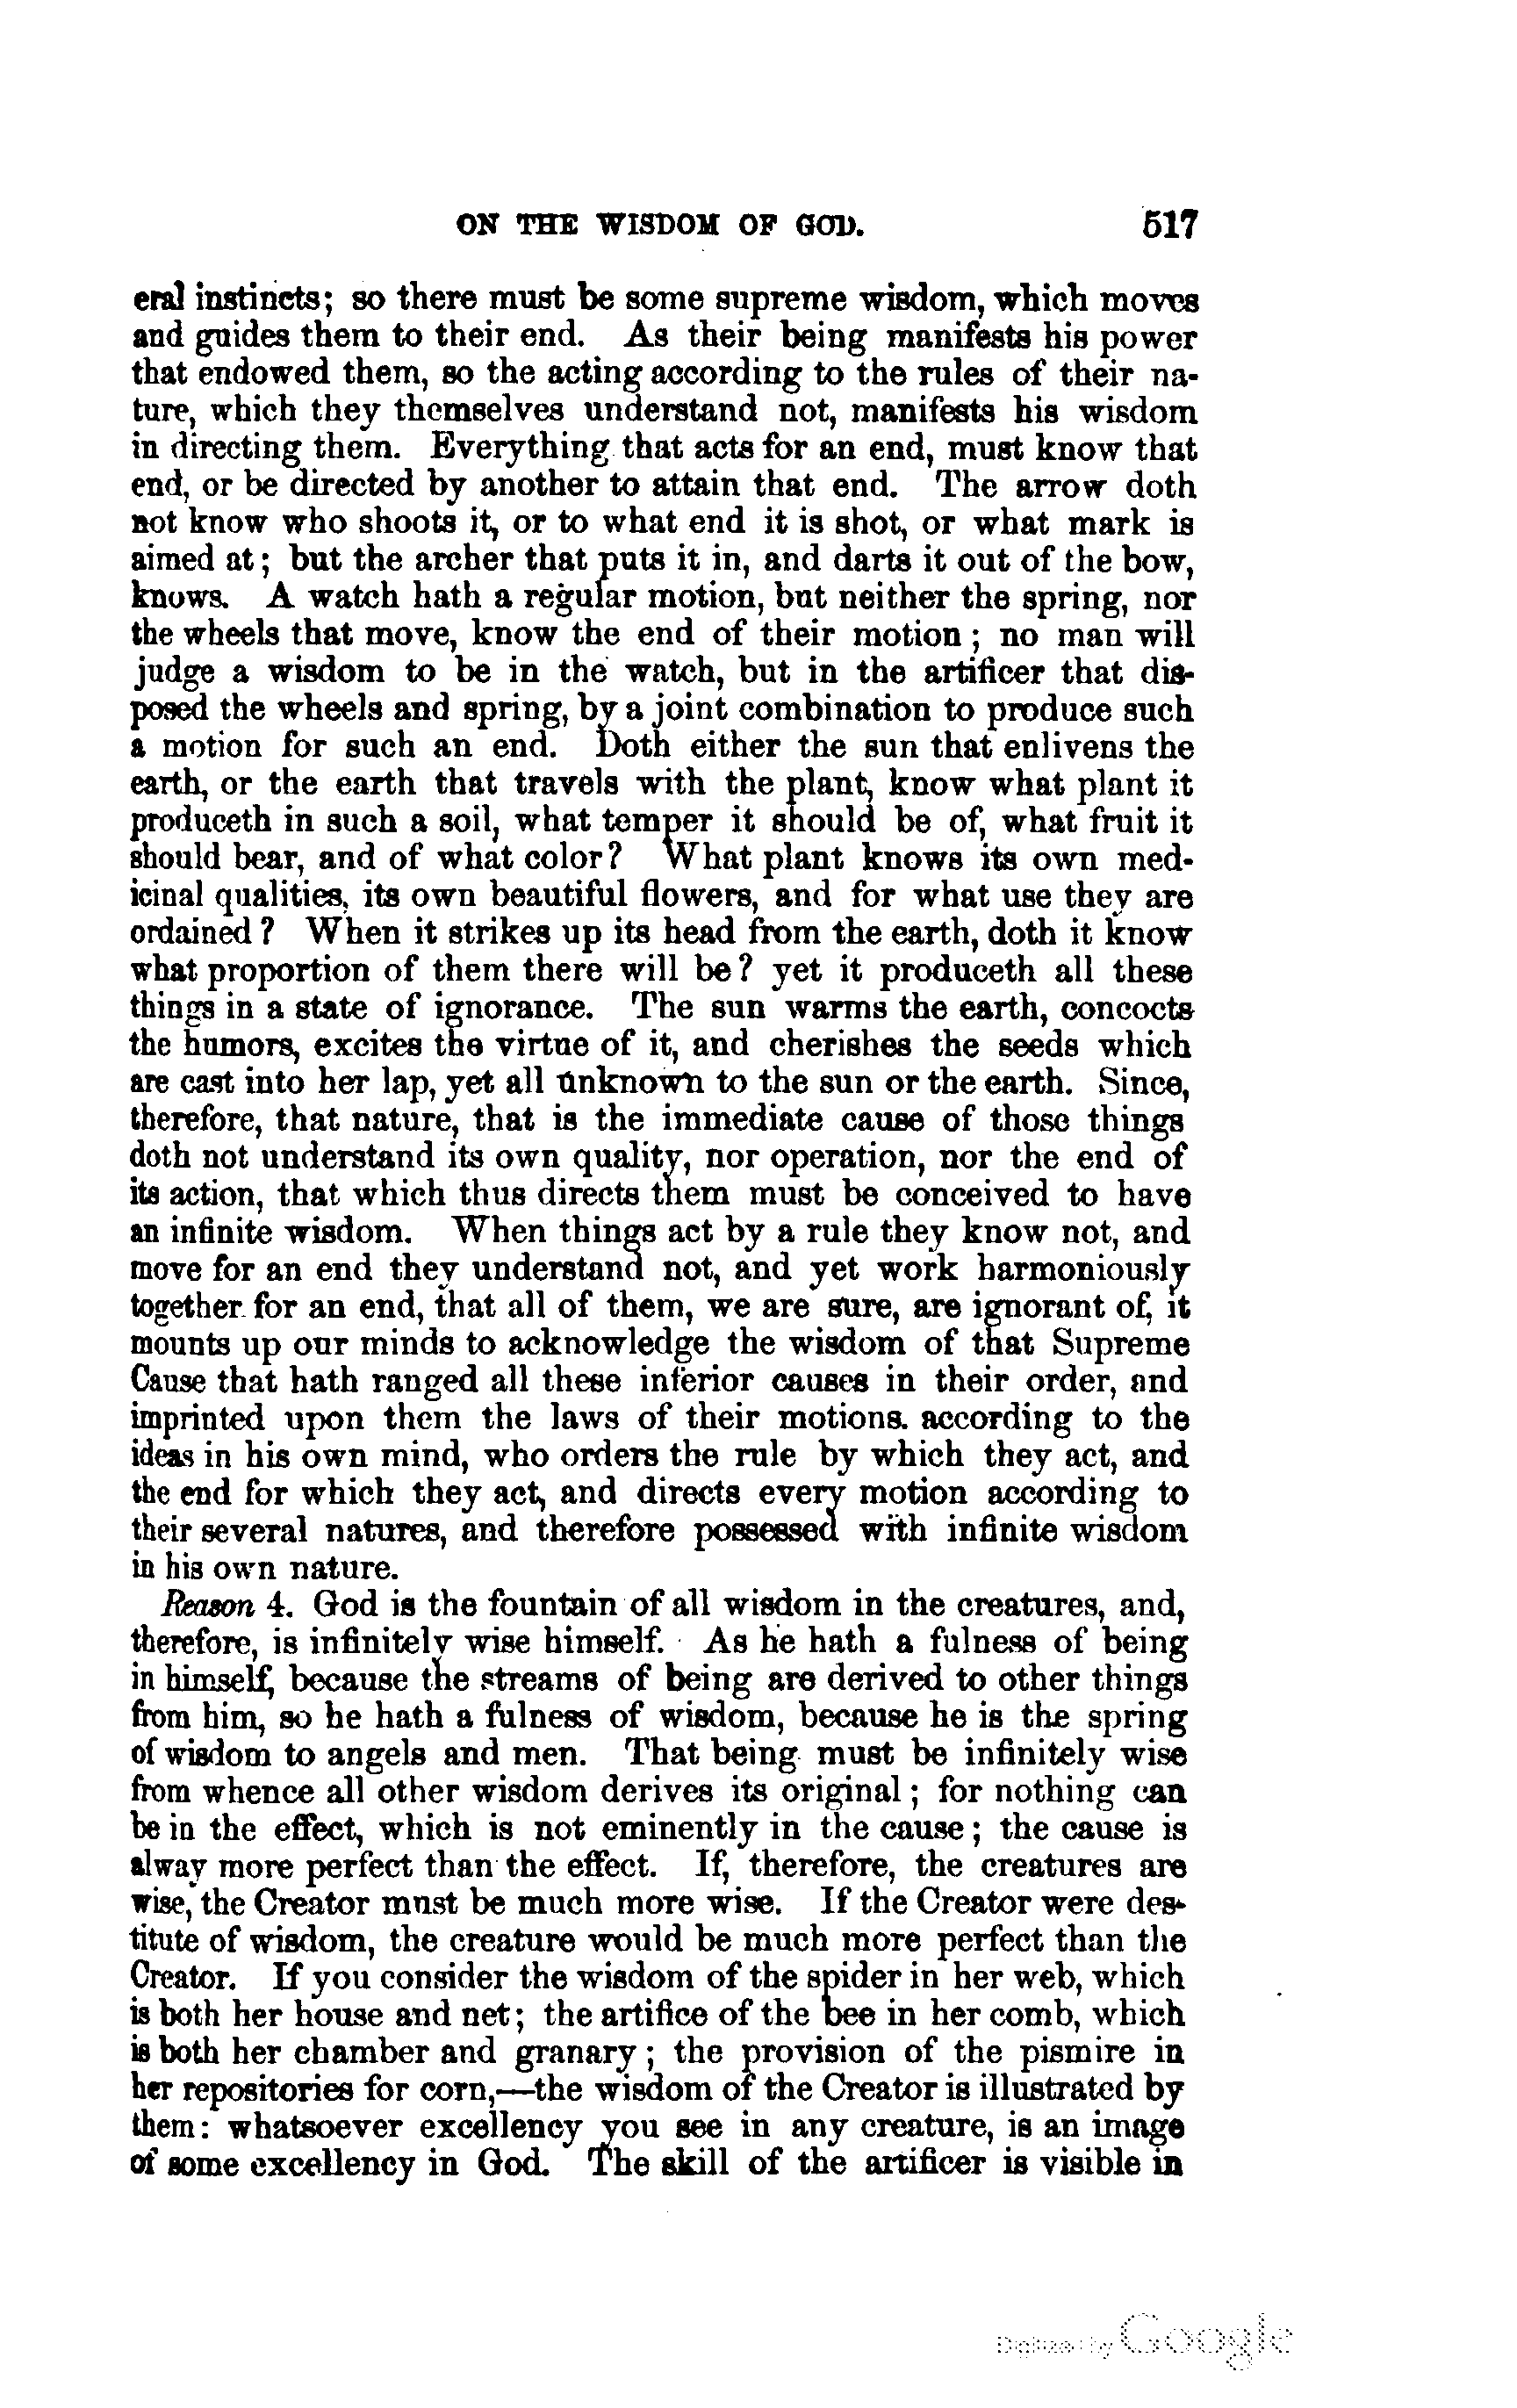 ON THE WISDOM OF GOD. 517
eral instincts; so there must be some supreme wisdom, which moves
and guides them to their end. As their being manifests his power
that endowed them, so the acting according to the rules of their na-
ture, which they themselves understand not, manifests his wisdom
in directing them. Everything that acts for an end, must know that
end, or be directed by another to attain that end. The arrow doth
not know who shoots it, or to what end it is shot, or what mark is
aimed at; but the archer that puts it in, and darts it out of the bow,
knows. A watch hath a regular motion, but neither the spring, nor
the wheels that move, know the end of their motion; no man will
judge a wisdom to be in the watch, but in the artificer that dis-
posed the wheels and spring, by a joint combination to produce such
a motion for such an end. Doth either the sun that enlivens the
earth, or the earth that travels with the plant, know what plant it
produceth in such a soil, what temper it should be of, what fruit it
should bear, and of what color? What plant knows its own med-
icinal qualities, its own beautiful flowers, and for what use they are
ordained? When it strikes up its head from the earth, doth it know
what proportion of them there will be? yet it produceth all these
things in a state of ignorance. The sun warms the earth, concocts
the humors, excites the virtue of it, and cherishes the seeds which
are cast into her lap, yet all unknown to the sun or the earth. Since,
therefore, that nature, that is the immediate cause of those things
doth not understand its own quality, nor operation, nor the end of
its action, that which thus directs them must be conceived to have
an infinite wisdom. When things act by a rule they know not, and
move for an end they understand not, and yet work harmoniously
together for an end, that all of them, we are sure, are ignorant of, it
mounts up our minds to acknowledge the wisdom of that Supreme
Cause that hath ranged all these inferior causes in their order, and
imprinted upon them the laws of their motions. according to the
ideas in his own mind, who orders the rule by which they act, and
the end for which they act, and directs every motion according to
their several natures, and therefore possessed with infinite wisdom
in his own nature.
Reason 4. God is the fountain of all wisdom in the creatures, and,
therefore, is infinitely wise himself. As he hath a fulness of being
in himself, because the streams of being are derived to other things
from him, so he hath a fulness of wisdom, because he is the spring
of wisdom to angels and men. That being must be infinitely wise
from whence all other wisdom derives its original; for nothing can
be in the effect, which is not eminently in the cause; the cause is
alway more perfect than the effect. If, therefore, the creatures are
wise, the Creator must be much more wise. If the Creator were des-
titute of wisdom, the creature would be much more perfect than the
Creator. If you consider the wisdom of the spider in her web, which
is both her house and net; the artifice of the bee in her comb, which
is both her chamber and granary; the provision of the pismire in
her repositories for corn,—the wisdom of the Creator is illustrated by
them: whatsoever excellency you see in any creature, is an image
of some excellency in God. The skill of the artificer is visible in
Digitized by Google